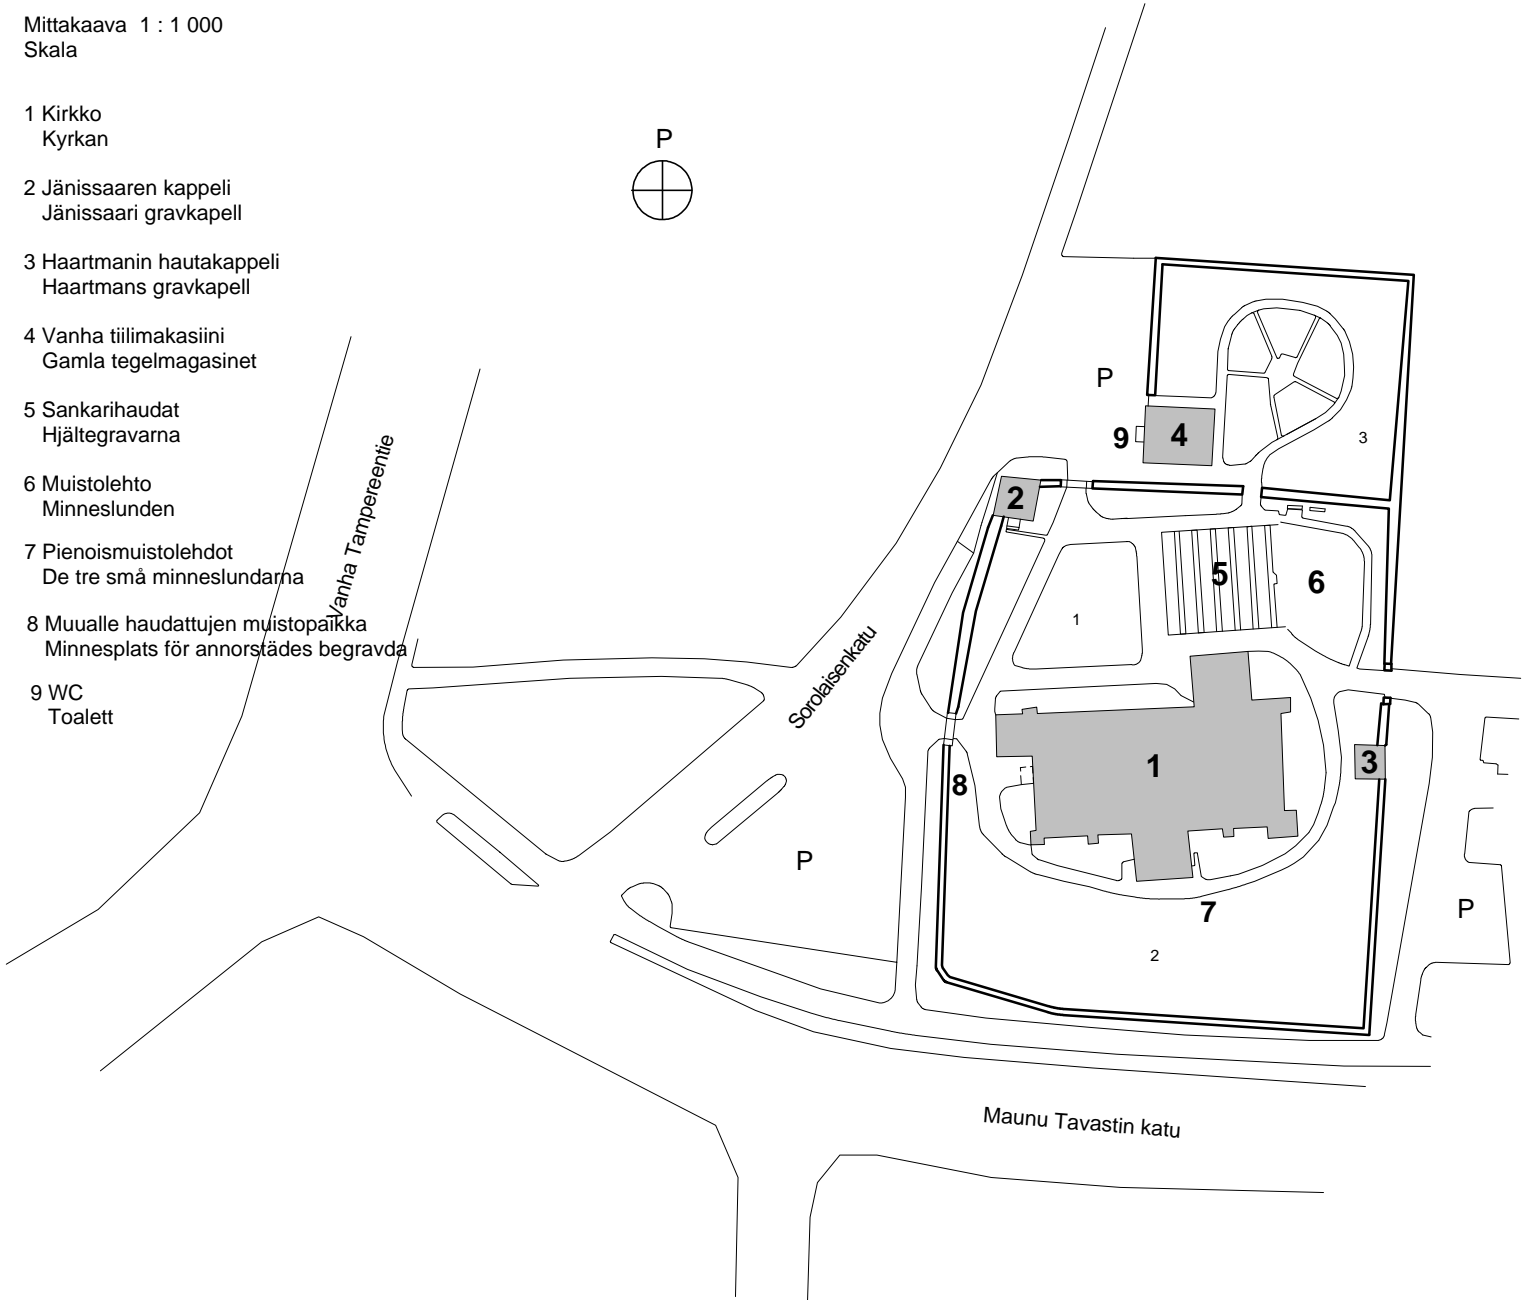 Mittakaava 1 : 1 000
Skala
1 Kirkko
Kyrkan
2 Jänissaaren kappeli
Jänissaari gravkapell
3 Haartmanin hautakappeli
Haartmans gravkapell
4 Vanha tiilimakasiini
Gamla tegelmagasinet
5 Sankarihaudat
Hjältegravarna
6 Muistolehto
Minneslunden
7 Pienoismuistolehdot
De tre små minneslundarna
8 Muualle haudattujen muistopaikka
Minnesplats för annorstädes begravda
9 WC
Toalett
P
Vanha Tampereentie
Sorolaisenkatu
P
9
4
3
2
5
6
1
1
3
8
P
7
P
2
Maunu Tavastin katu